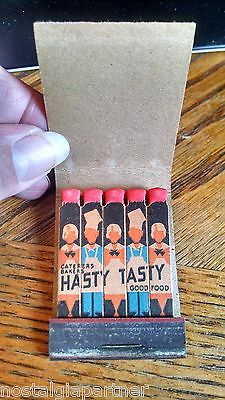 CATERERS
BAKERS
HASTY TASTY
GOOD FOOD
nostalgiapartner